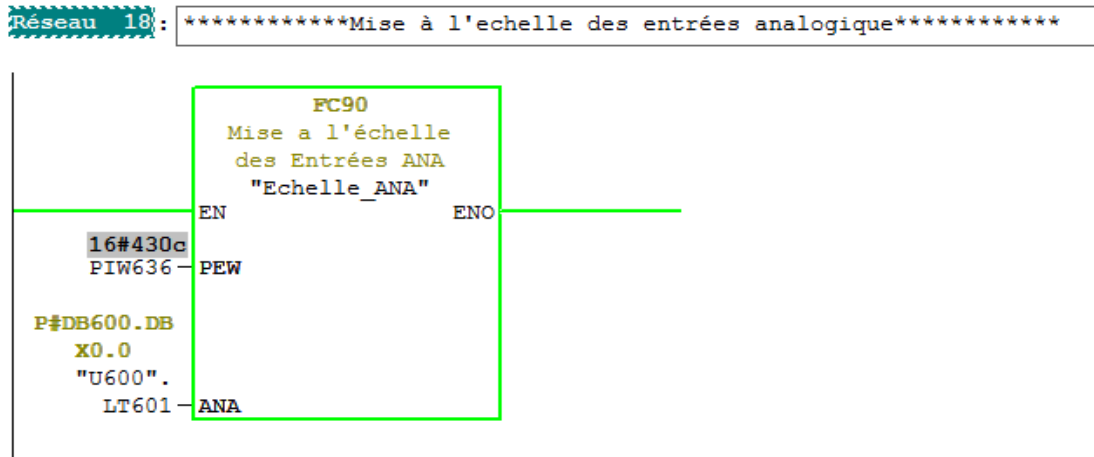 Réseau 18: ************Mise à l'echelle des entrées analogique************
FC90
Mise a l'échelle
des Entrées ANA
"Echelle_ANA"
EN ENO
16#430c
PIW636 PEW
P#DB600.DB
X0.0
"U600".
LT601 ANA